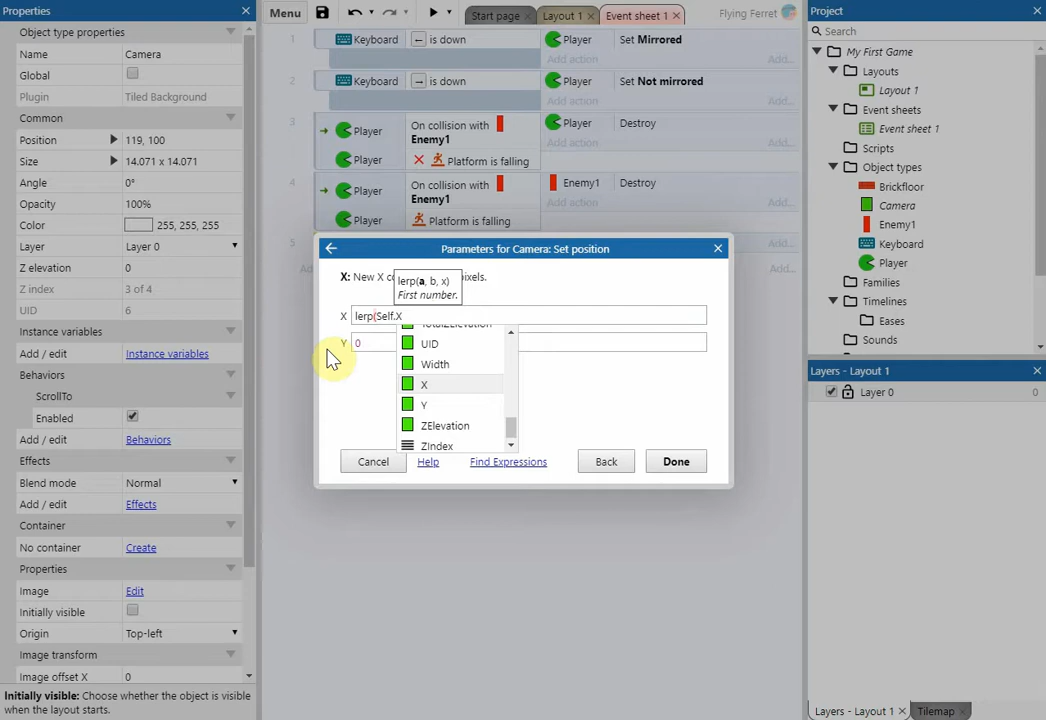 Properties
Object type properties
Name Camera
Global
Plugin Tiled Background
Common
Position 119, 100
Size 14.071 x 14.071
Angle 0°
Opacity 100%
Color 255, 255, 255
Layer Layer 0
Z elevation 0
Z index 3 of 4
UID 6
Instance variables
Add / edit Instance variables
Behaviors
ScrollTo
Enabled
Add / edit Behaviors
Effects
Blend mode Normal
Add / edit Effects
Container
No container Create
Properties
Image Edit
Initially visible
Origin Top-left
Image transform
Image offset X 0
Initially visible: Choose whether the object is visible
when the layout starts.
Menu
Start page
Layout 1
Event sheet 1
Flying Ferret
1 Keyboard ← is down Player Set Mirrored
Add action Add...
2 Keyboard → is down Player Set Not mirrored
Add action Add...
3 Player On collision with Enemy1 Player Destroy
Add action Add...
Player Platform is falling
4 Player On collision with Enemy1 Enemy1 Destroy
Add action Add...
Player Platform is falling
5
Parameters for Camera: Set position
X: New X co
pixels.
lerp(a, b, x)
First number.
X lerp(Self.X
Y 0
TotalZElevation
UID
Width
X
Y
ZElevation
ZIndex
Cancel
Help
Find Expressions
Back
Done
Project
Search
My First Game
Layouts
Layout 1
Event sheets
Event sheet 1
Scripts
Object types
Brickfloor
Camera
Enemy1
Keyboard
Player
Families
Timelines
Eases
Sounds
Layers - Layout 1
Layer 0 0
Layers - Layout 1
Tilemap